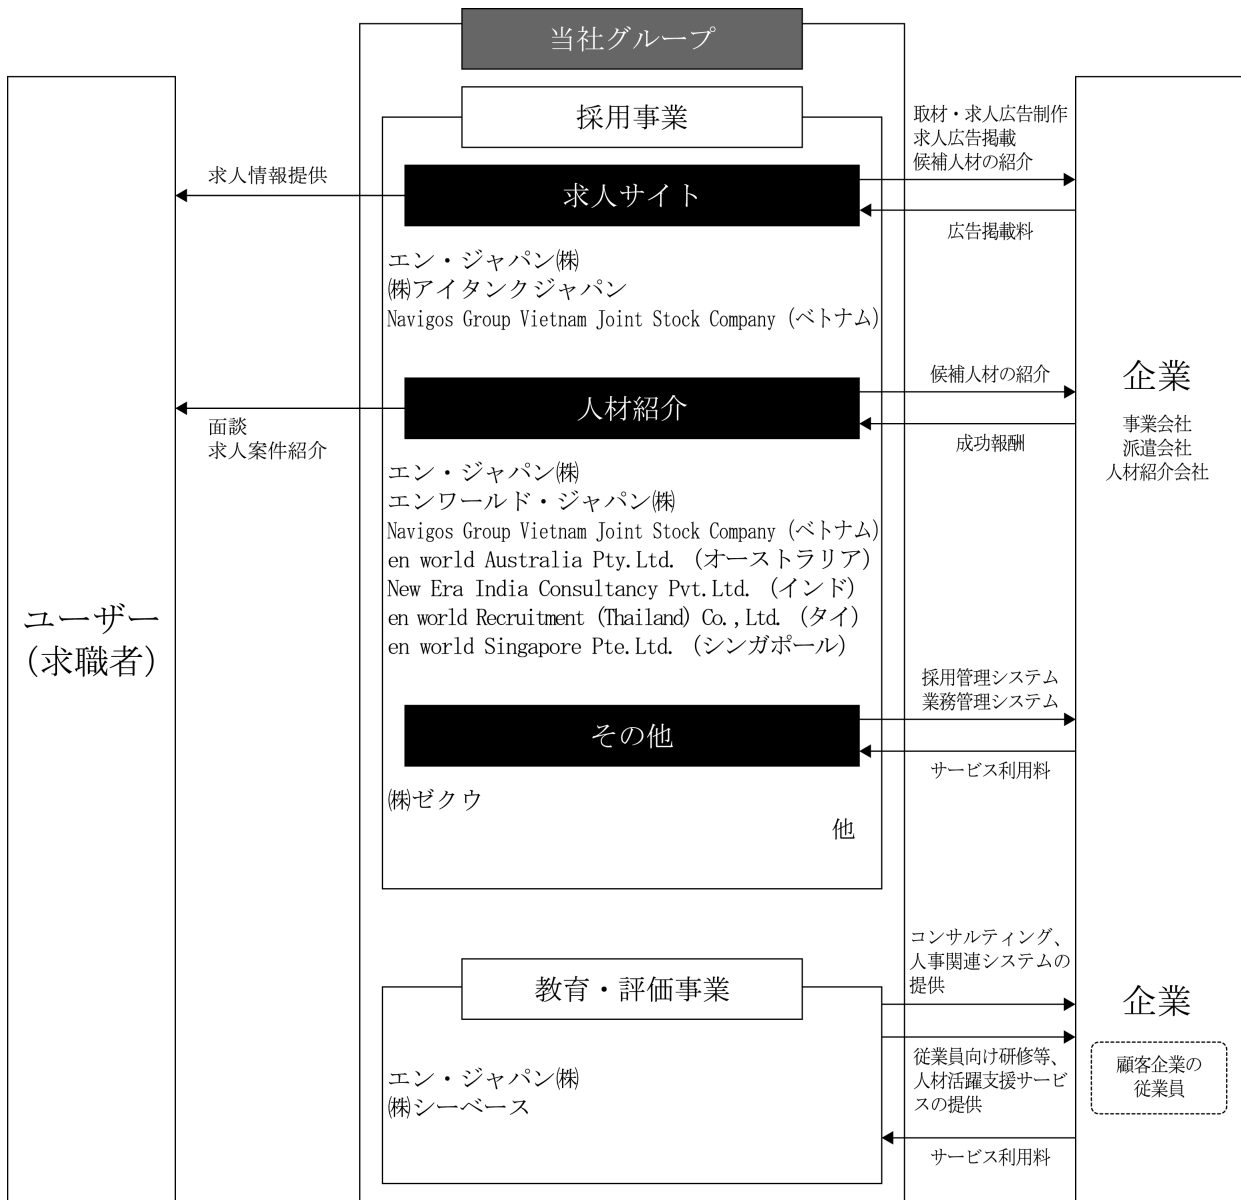 当社グループ
採用事業
取材・求人広告制作
求人広告掲載
候補人材の紹介
求人情報提供
求人サイト
広告掲載料
エン・ジャパン㈱
㈱アイタンクジャパン
Navigos Group Vietnam Joint Stock Company（ベトナム）
候補人材の紹介
人材紹介
面談
求人案件紹介
成功報酬
企業
事業会社
派遣会社
人材紹介会社
エン・ジャパン㈱
エンワールド・ジャパン㈱
Navigos Group Vietnam Joint Stock Company（ベトナム）
en world Australia Pty.Ltd.（オーストラリア）
New Era India Consultancy Pvt.Ltd.（インド）
en world Recruitment (Thailand) Co.,Ltd.（タイ）
en world Singapore Pte.Ltd.（シンガポール）
ユーザー
（求職者）
採用管理システム
業務管理システム
その他
サービス利用料
㈱ゼクウ
他
コンサルティング、
人事関連システムの
提供
教育・評価事業
企業
従業員向け研修等、
人材活躍支援サービ
スの提供
顧客企業の
従業員
エン・ジャパン㈱
㈱シーベース
サービス利用料